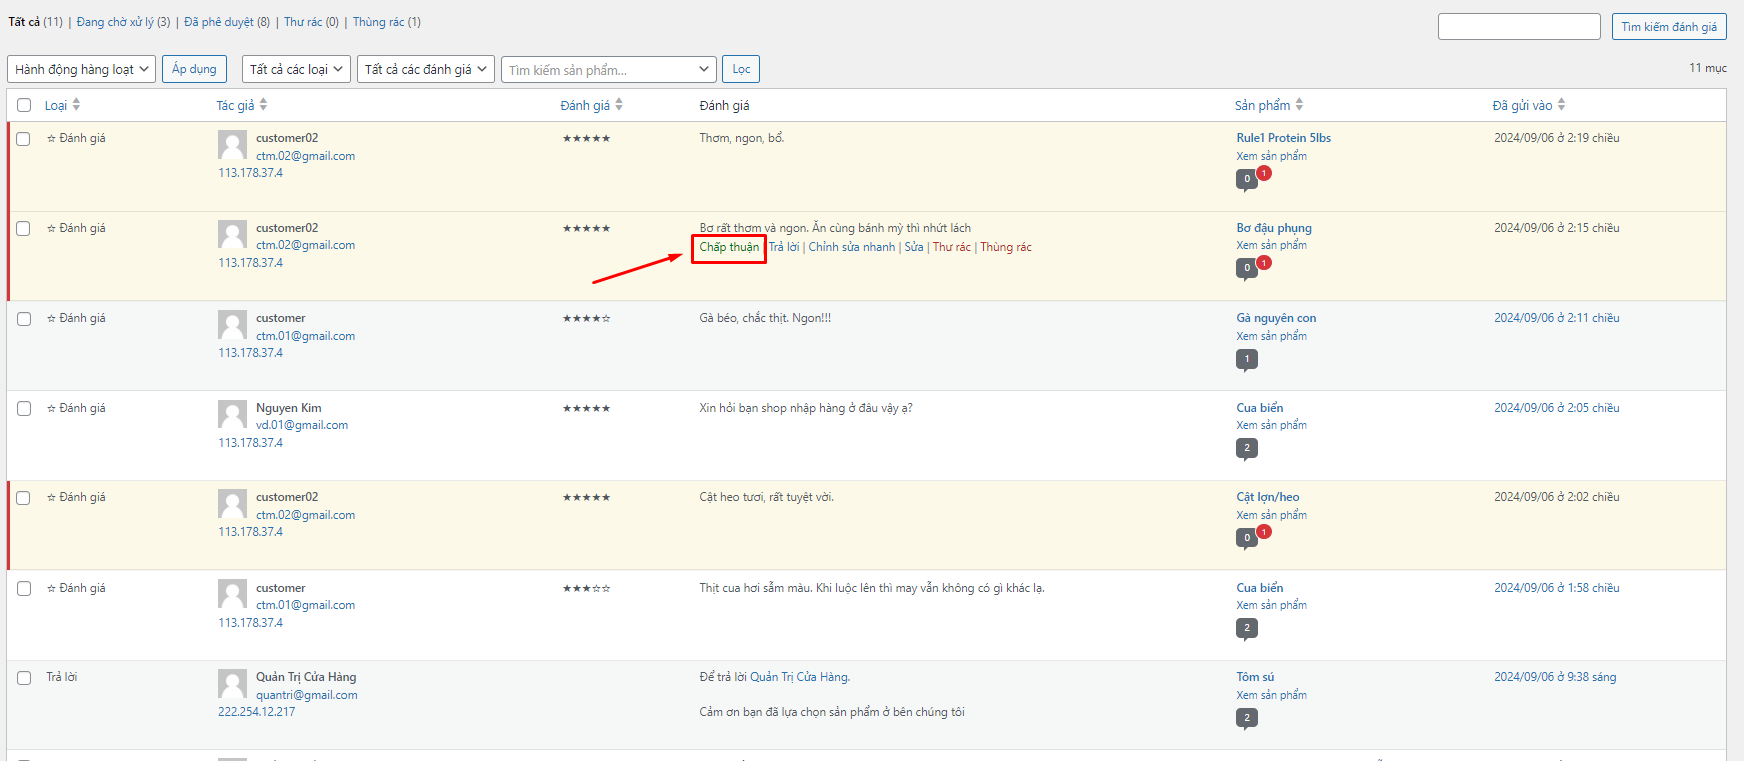 Tất cả (11) | Đang chờ xử lý (3) | Đã phê duyệt (8) | Thư rác (0) | Thùng rác (1)
Tìm kiếm đánh giá
Hành động hàng loạt Áp dụng Tất cả các loại Tất cả các đánh giá Tìm kiếm sản phẩm... Lọc 11 mục
Loại Tác giả Đánh giá Đánh giá Sản phẩm Đã gửi vào
☆ Đánh giá customer02 ★★★★★ Thơm, ngon, bổ. Rule1 Protein 5lbs 2024/09/06 ở 2:19 chiều
ctm.02@gmail.com Xem sản phẩm
113.178.37.4 0 1
☆ Đánh giá customer02 ★★★★★ Bơ rất thơm và ngon. Ăn cùng bánh mỳ thì nhứt lách Bơ đậu phụng 2024/09/06 ở 2:15 chiều
ctm.02@gmail.com Chấp thuận | Trả lời | Chỉnh sửa nhanh | Sửa | Thư rác | Thùng rác Xem sản phẩm
113.178.37.4 0 1
☆ Đánh giá customer ★★★★☆ Gà béo, chắc thịt. Ngon!!! Gà nguyên con 2024/09/06 ở 2:11 chiều
ctm.01@gmail.com Xem sản phẩm
113.178.37.4 1
☆ Đánh giá Nguyen Kim ★★★★★ Xin hỏi bạn shop nhập hàng ở đâu vậy ạ? Cua biển 2024/09/06 ở 2:05 chiều
vd.01@gmail.com Xem sản phẩm
113.178.37.4 2
☆ Đánh giá customer02 ★★★★★ Cật heo tươi, rất tuyệt vời. Cật lợn/heo 2024/09/06 ở 2:02 chiều
ctm.02@gmail.com Xem sản phẩm
113.178.37.4 0 1
☆ Đánh giá customer ★★★☆☆ Thịt cua hơi sẫm màu. Khi luộc lên thì may vẫn không có gì khác lạ. Cua biển 2024/09/06 ở 1:58 chiều
ctm.01@gmail.com Xem sản phẩm
113.178.37.4 2
Trả lời Quản Trị Cửa Hàng Để trả lời Quản Trị Cửa Hàng. Tôm sú 2024/09/06 ở 9:38 sáng
quantri@gmail.com Xem sản phẩm
222.254.12.217 Cảm ơn bạn đã lựa chọn sản phẩm ở bên chúng tôi 2